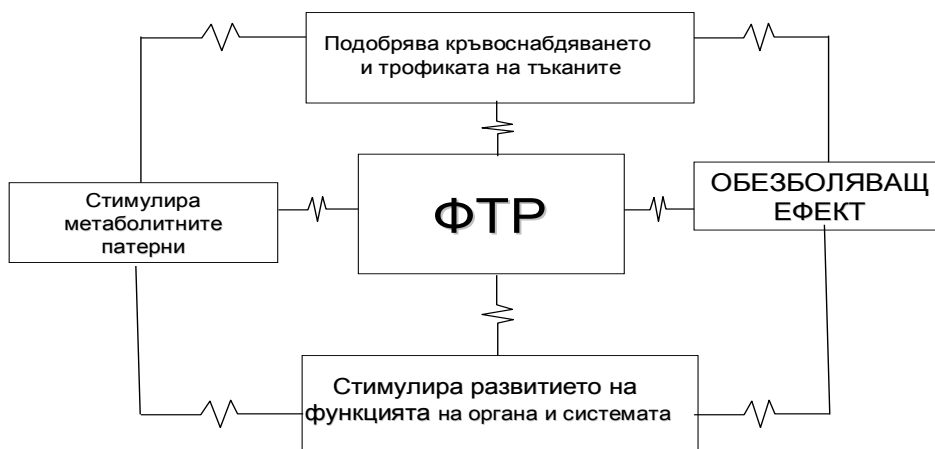 Подобрява кръвоснабдяването
и трофиката на тъканите
Стимулира
метаболитните
патерни
ФТР
ОБЕЗБОЛЯВАЩ
ЕФЕКТ
Стимулира развитието на
функцията на органа и системата